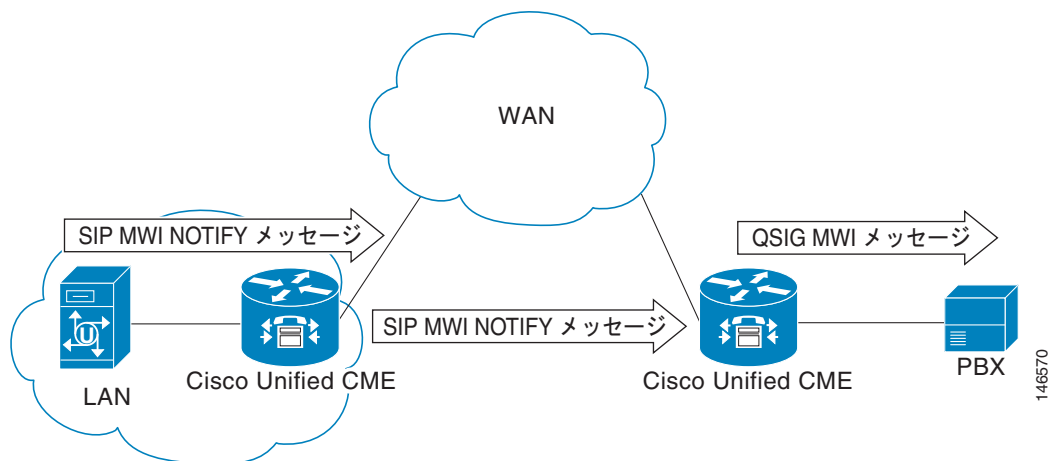 WAN
SIP MWI NOTIFY メッセージ
QSIG MWI メッセージ
U
SIP MWI NOTIFY メッセージ
LAN
Cisco Unified CME
Cisco Unified CME
PBX
146570